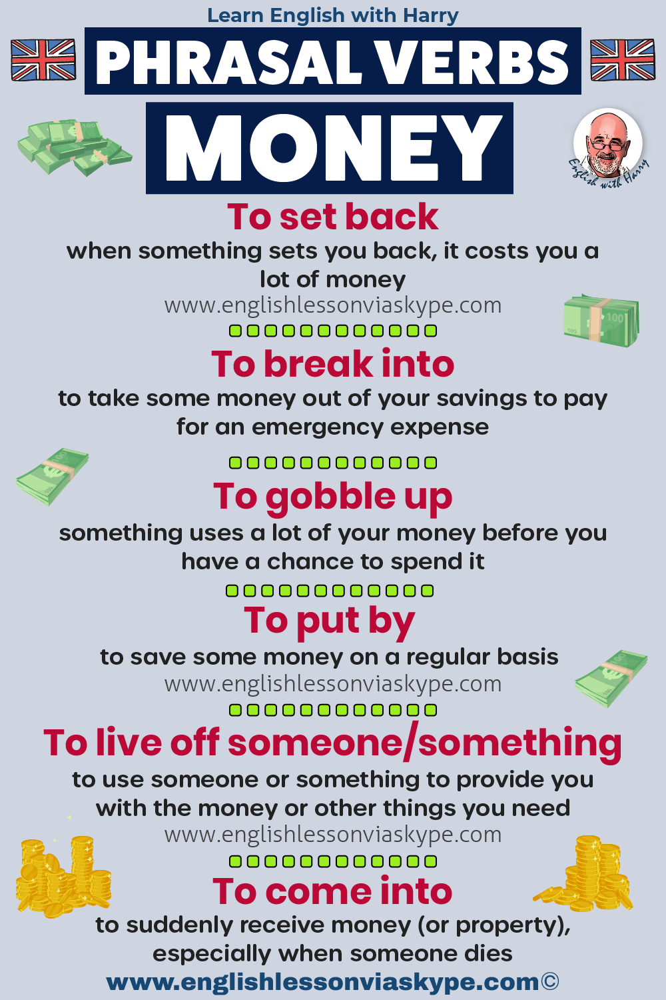 Learn English with Harry
PHRASAL VERBS
MONEY
English with Harry
To set back
when something sets you back, it costs you a
lot of money
www.englishlessonviaskype.com
100
100
To break into
to take some money out of your savings to pay
for an emergency expense
To gobble up
something uses a lot of your money before you
have a chance to spend it
To put by
to save some money on a regular basis
www.englishlessonviaskype.com
To live off someone/something
to use someone or something to provide you
with the money or other things you need
www.englishlessonviaskype.com
To come into
to suddenly receive money (or property),
especially when someone dies
www.englishlessonviaskype.com©